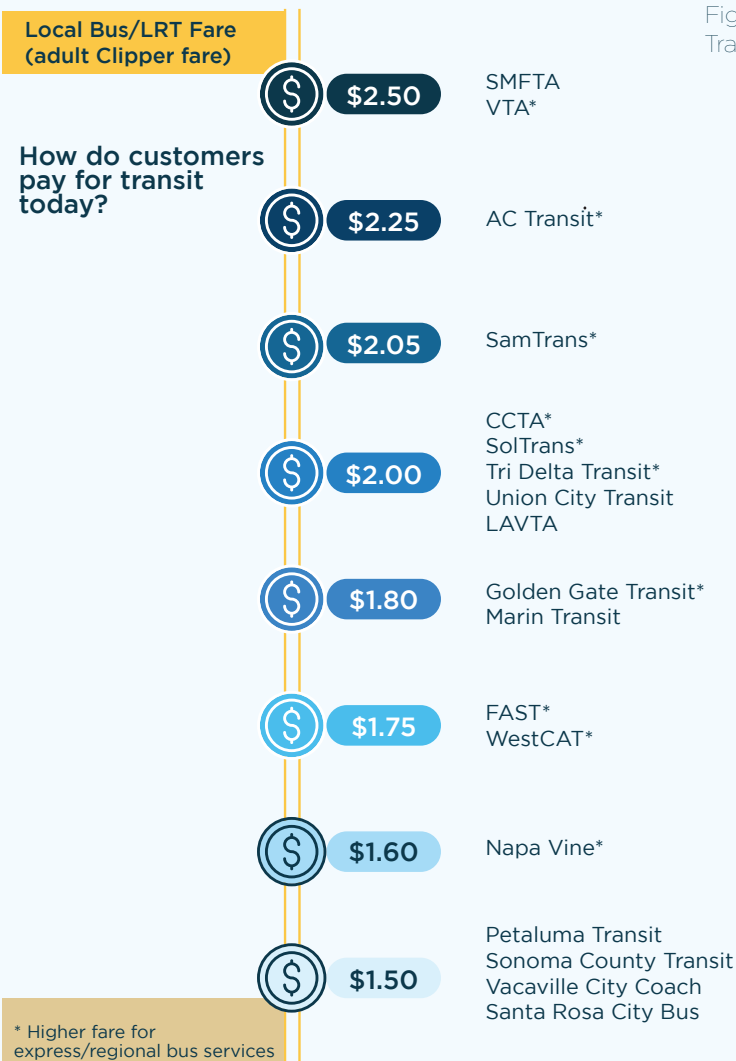 Local Bus/LRT Fare
(adult Clipper fare)
How do customers
pay for transit
today?
$2.50
SMFTA
VTA*
$2.25
AC Transit*
$2.05
SamTrans*
$2.00
CCTA*
SolTrans*
Tri Delta Transit*
Union City Transit
LAVTA
$1.80
Golden Gate Transit*
Marin Transit
$1.75
FAST*
WestCAT*
$1.60
Napa Vine*
$1.50
Petaluma Transit
Sonoma County Transit
Vacaville City Coach
Santa Rosa City Bus
* Higher fare for
express/regional bus services